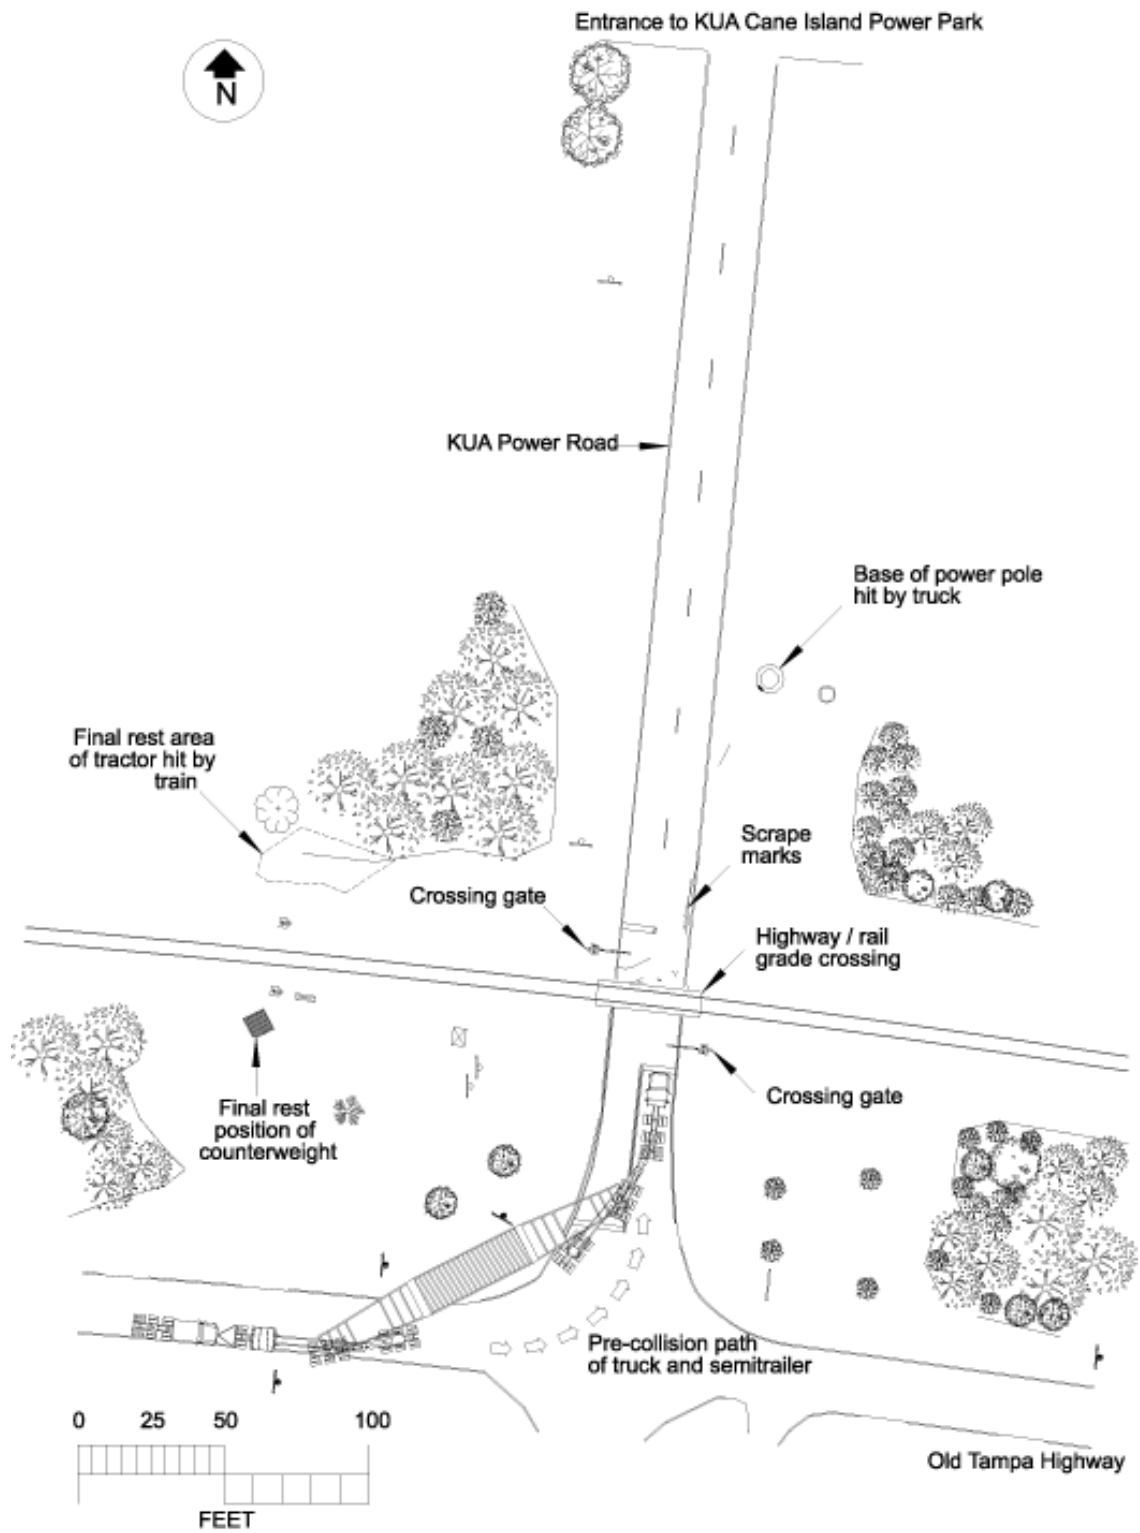 Entrance to KUA Cane Island Power Park
N
KUA Power Road
Base of power pole
hit by truck
Final rest area
of tractor hit by
train
Scrape
marks
Crossing gate
Highway / rail
grade crossing
Crossing gate
Final rest
position of
counterweight
Pre-collision path
of truck and semitrailer
0 25 50 100
FEET
Old Tampa Highway